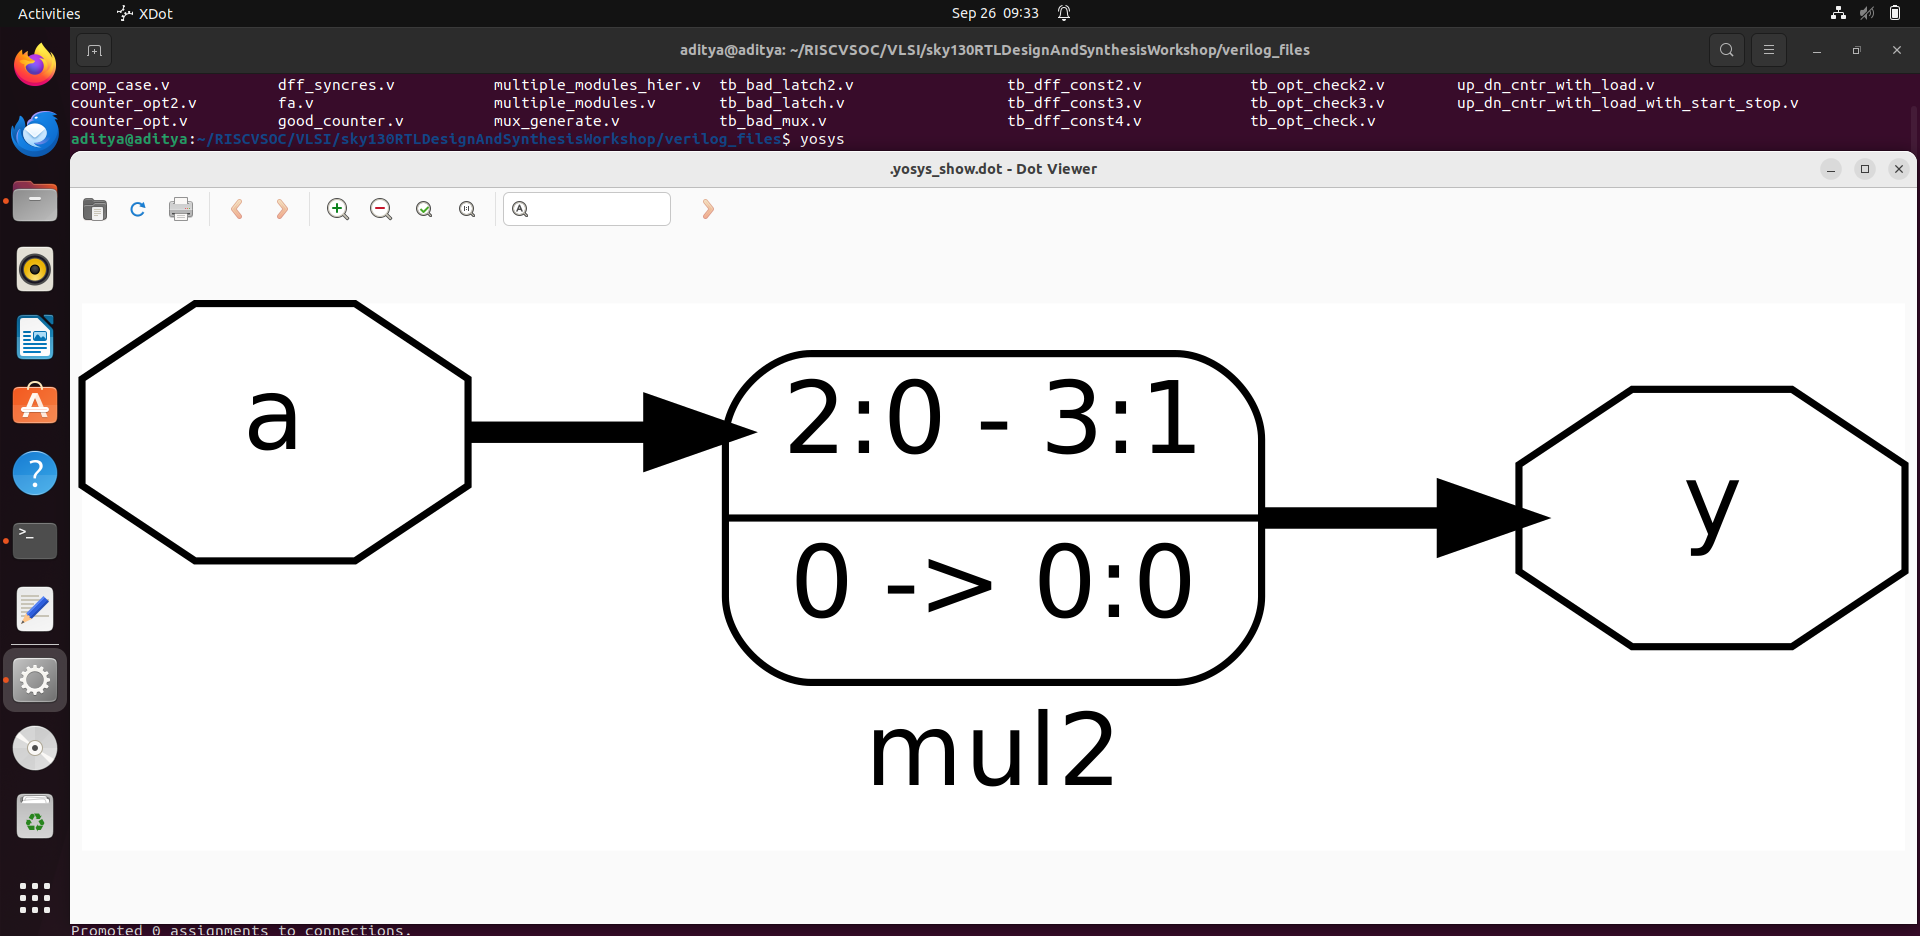 Activities XDot Sep 26 09:33
aditya@aditya: ~/RISCVSOC/VLSI/sky130RTLDesignAndSynthesisWorkshop/verilog_files
comp_case.v dff_syncres.v multiple_modules_hier.v tb_bad_latch2.v tb_dff_const2.v tb_opt_check2.v up_dn_cntr_with_load.v
counter_opt2.v fa.v multiple_modules.v tb_bad_latch.v tb_dff_const3.v tb_opt_check3.v up_dn_cntr_with_load_with_start_stop.v
counter_opt.v good_counter.v mux_generate.v tb_bad_mux.v tb_dff_const4.v tb_opt_check.v
aditya@aditya:~/RISCVSOC/VLSI/sky130RTLDesignAndSynthesisWorkshop/verilog_files$ yosys
.yosys_show.dot - Dot Viewer
a
2:0 - 3:1
0 -> 0:0
y
mul2
Promoted 0 assignments to connections.